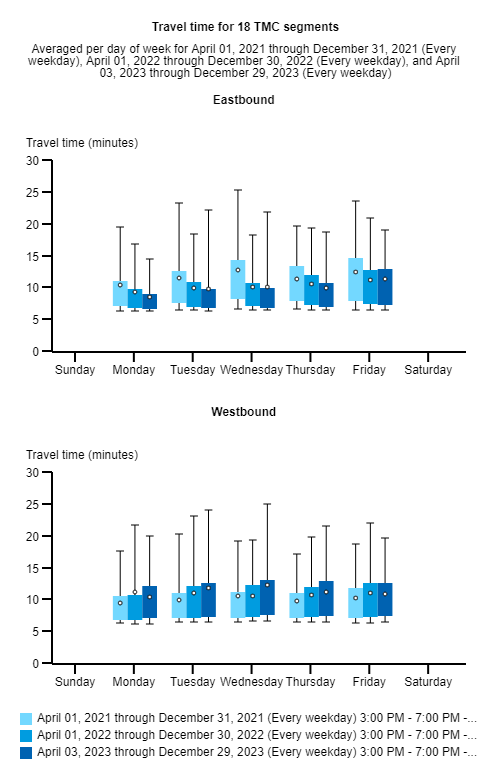 Travel time for 18 TMC segments
Averaged per day of week for April 01, 2021 through December 31, 2021 (Every
weekday), April 01, 2022 through December 30, 2022 (Every weekday), and April
03, 2023 through December 29, 2023 (Every weekday)
Eastbound
Travel time (minutes)
30
25
20
15
10
5
0
Sunday Monday Tuesday Wednesday Thursday Friday Saturday
Westbound
Travel time (minutes)
30
25
20
15
10
5
0
Sunday Monday Tuesday Wednesday Thursday Friday Saturday
April 01, 2021 through December 31, 2021 (Every weekday) 3:00 PM - 7:00 PM -...
April 01, 2022 through December 30, 2022 (Every weekday) 3:00 PM - 7:00 PM -...
April 03, 2023 through December 29, 2023 (Every weekday) 3:00 PM - 7:00 PM -...